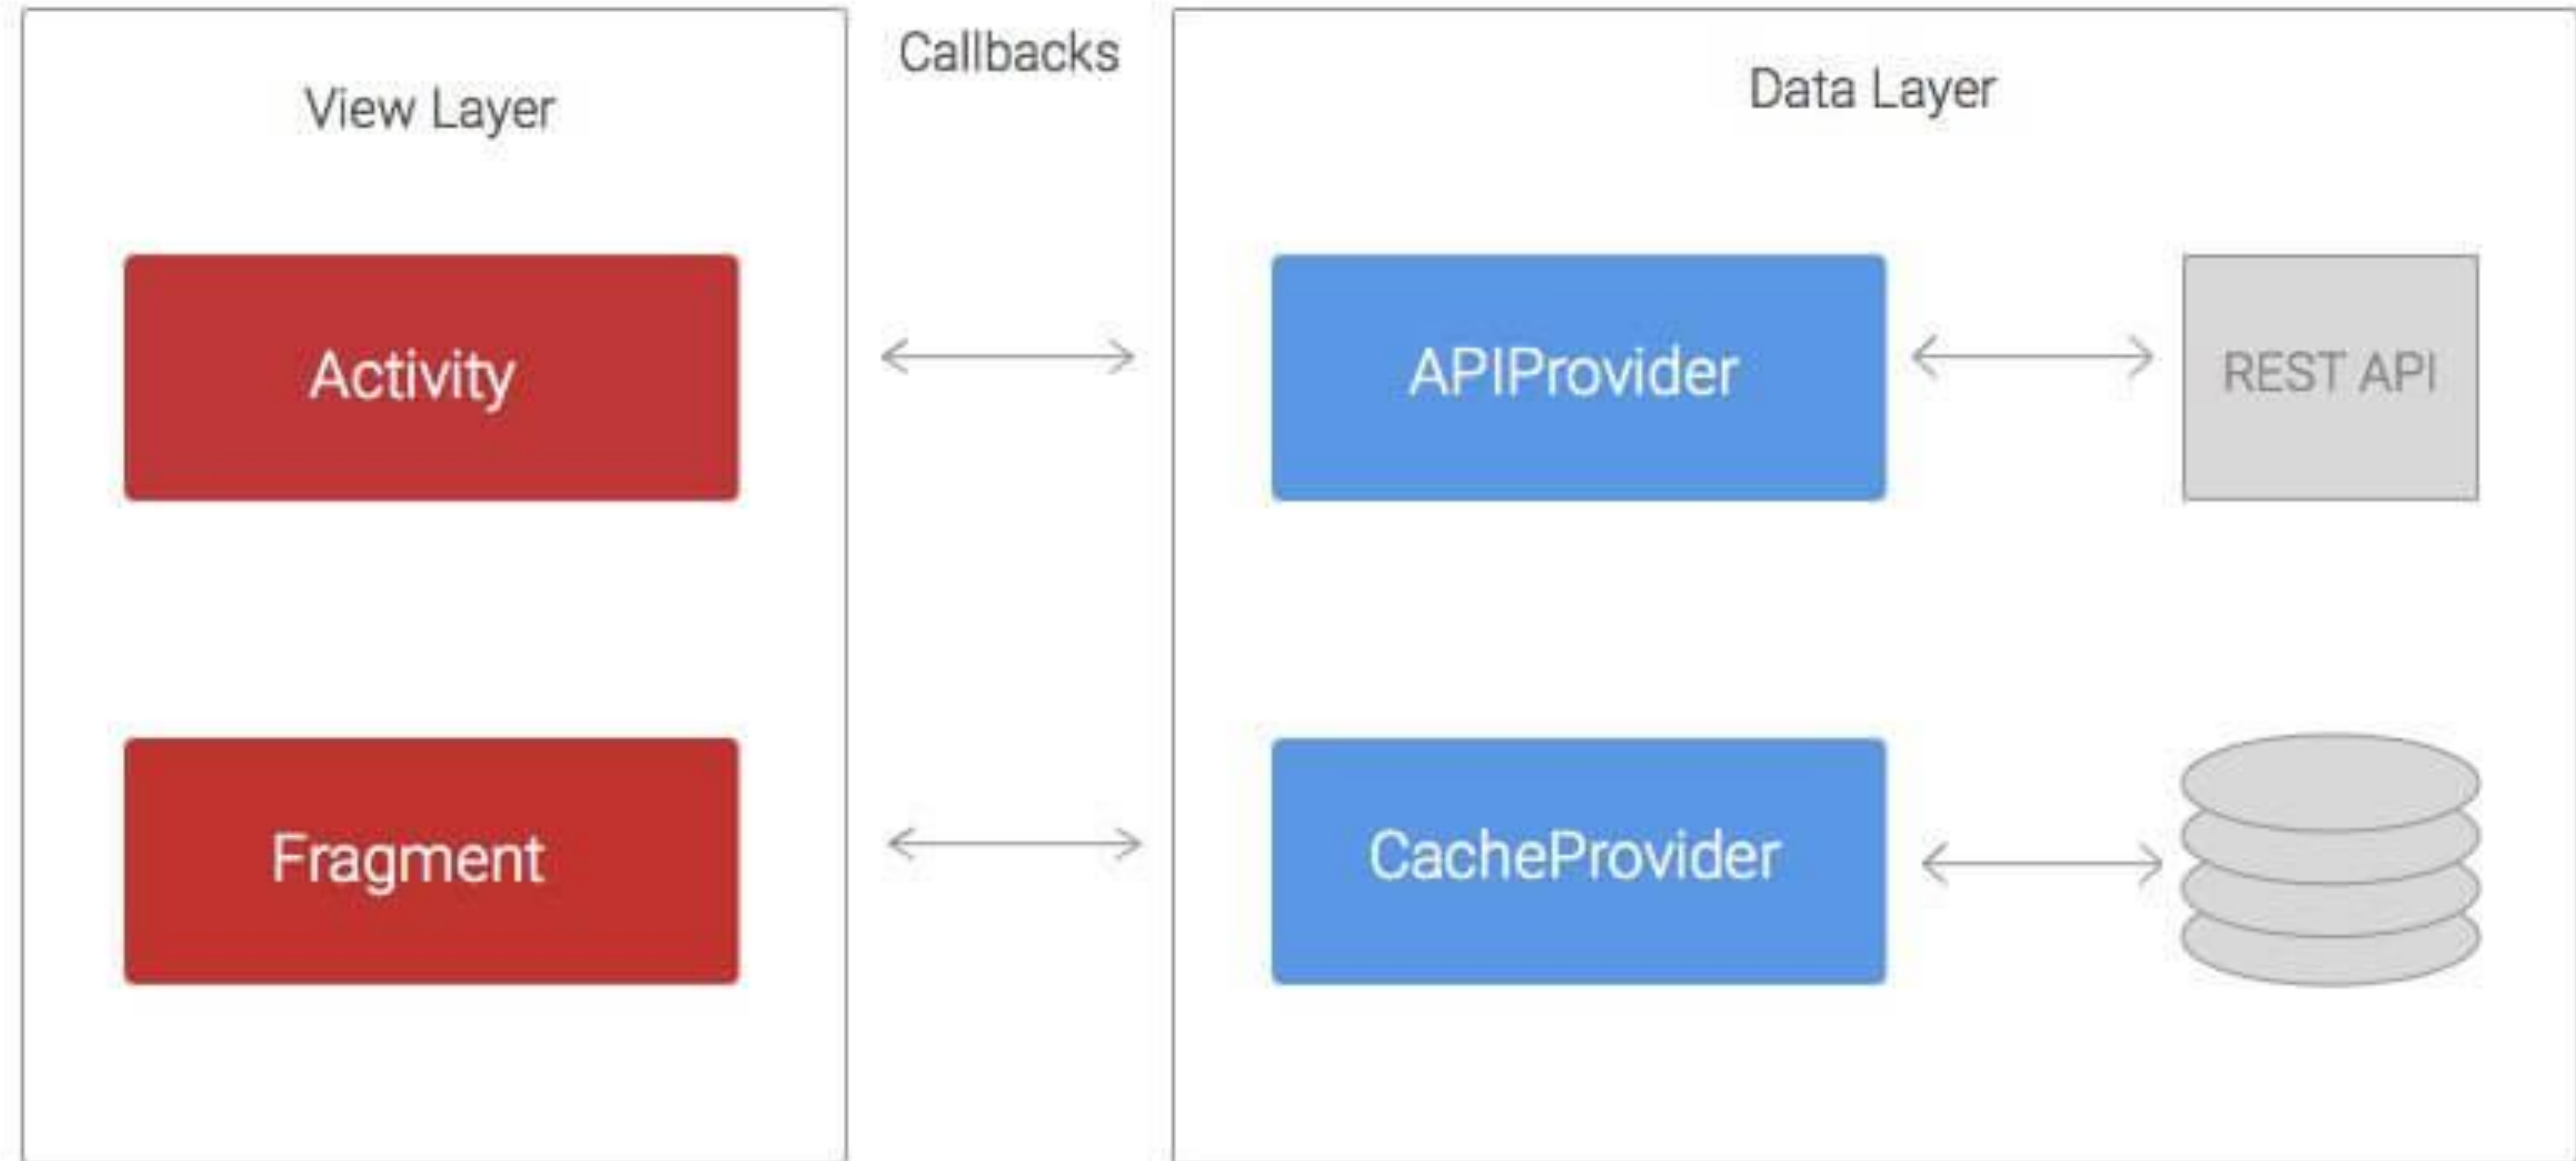 Callbacks
View Layer
Data Layer
Activity
APIProvider
REST API
Fragment
CacheProvider